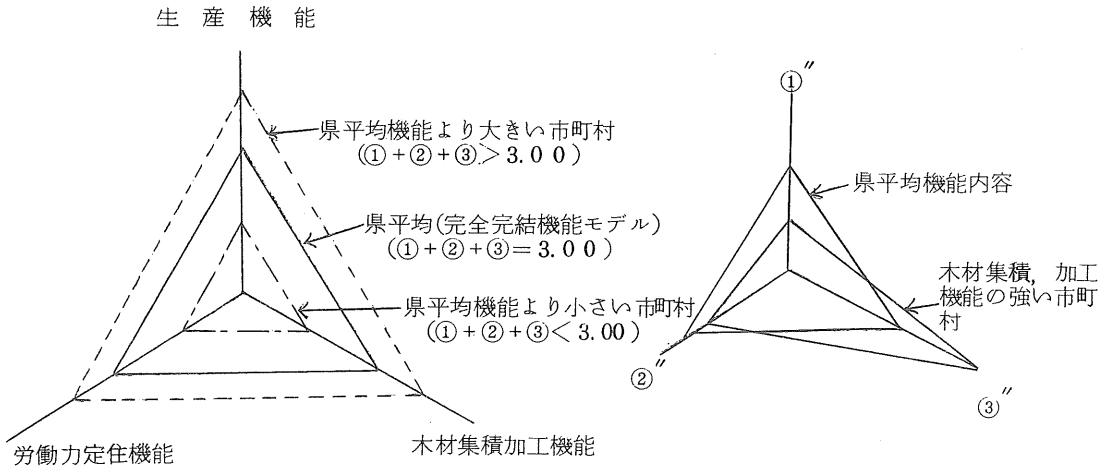 生産機能
県平均機能より大きい市町村
(①+②+③>3.00)
県平均(完全完結機能モデル)
(①+②+③=3.00)
県平均機能より小さい市町村
(①+②+③<3.00)
労働力定住機能
木材集積加工機能
①″
県平均機能内容
木材集積,加工
機能の強い市町
村
②″
③″